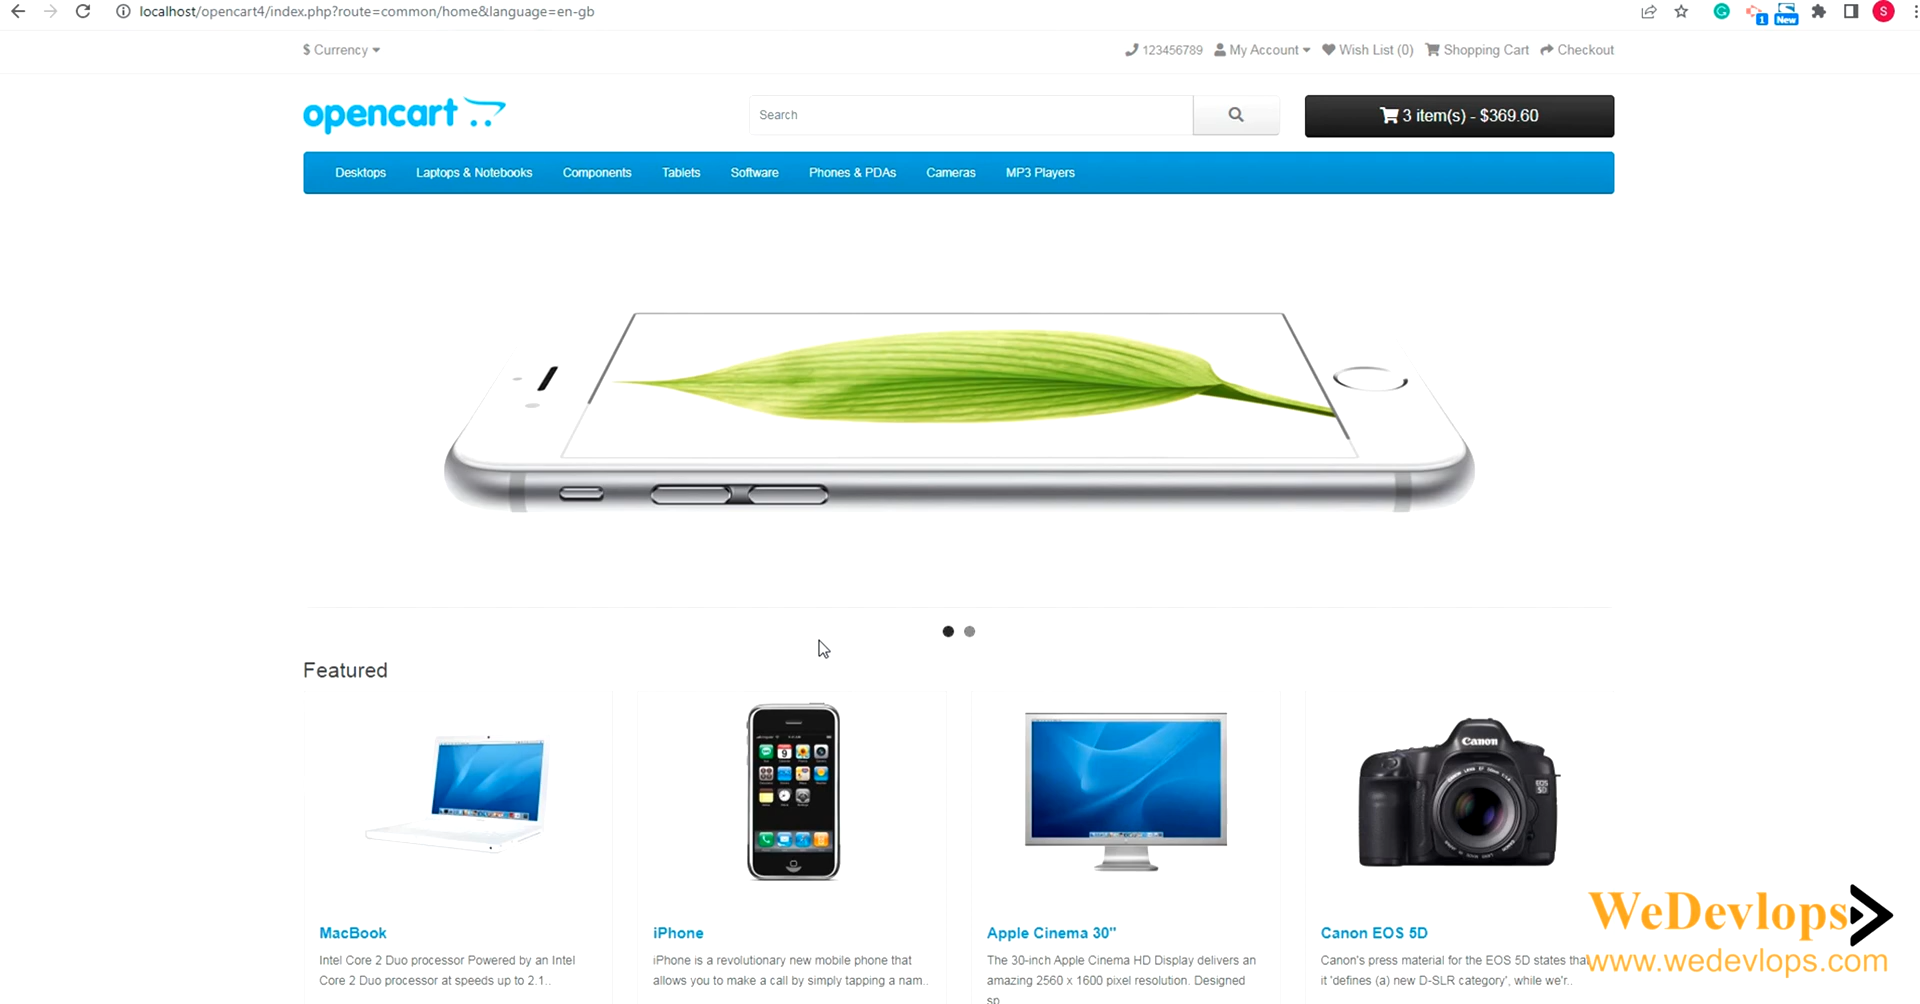 localhost/opencart4/index.php?route=common/home&language=en-gb
1 New S
$ Currency
123456789 My Account Wish List (0) Shopping Cart Checkout
opencart
Search
3 item(s) - $369.60
Desktops Laptops & Notebooks Components Tablets Software Phones & PDAs Cameras MP3 Players
Featured
Canon
EOS
5D
MacBook
Intel Core 2 Duo processor Powered by an Intel
Core 2 Duo processor at speeds up to 2.1..
iPhone
iPhone is a revolutionary new mobile phone that
allows you to make a call by simply tapping a nam..
Apple Cinema 30"
The 30-inch Apple Cinema HD Display delivers an
amazing 2560 x 1600 pixel resolution. Designed
sp
Canon EOS 5D
Canon's press material for the EOS 5D states tha
it 'defines (a) new D-SLR category', while we'r..
WeDevlops
www.wedevlops.com